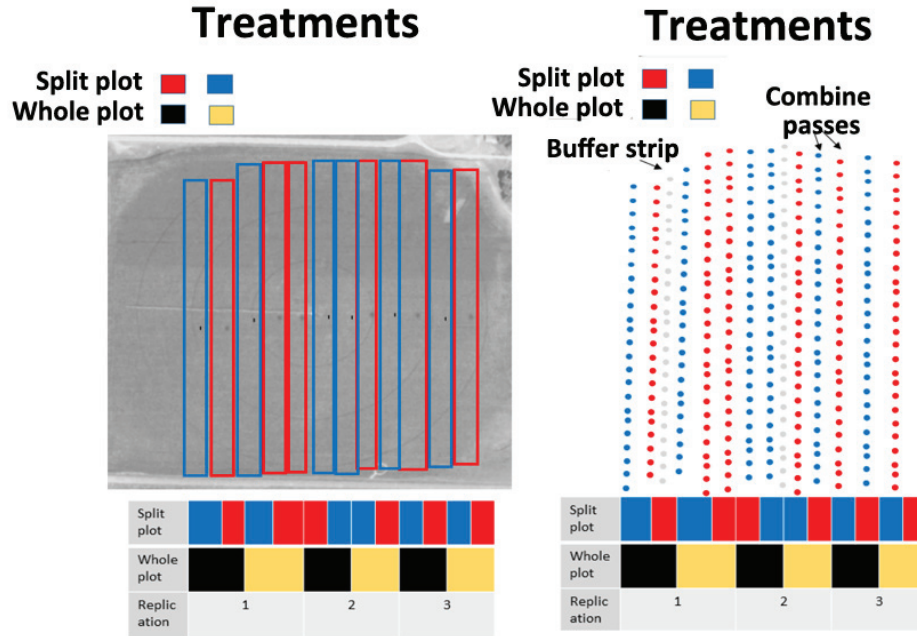 Treatments
Split plot
Whole plot
Split
plot
Whole
plot
Replic
ation
1
2
3
Treatments
Split plot
Whole plot
Combine
passes
Buffer strip
Split
plot
Whole
plot
Replic
ation
1
2
3